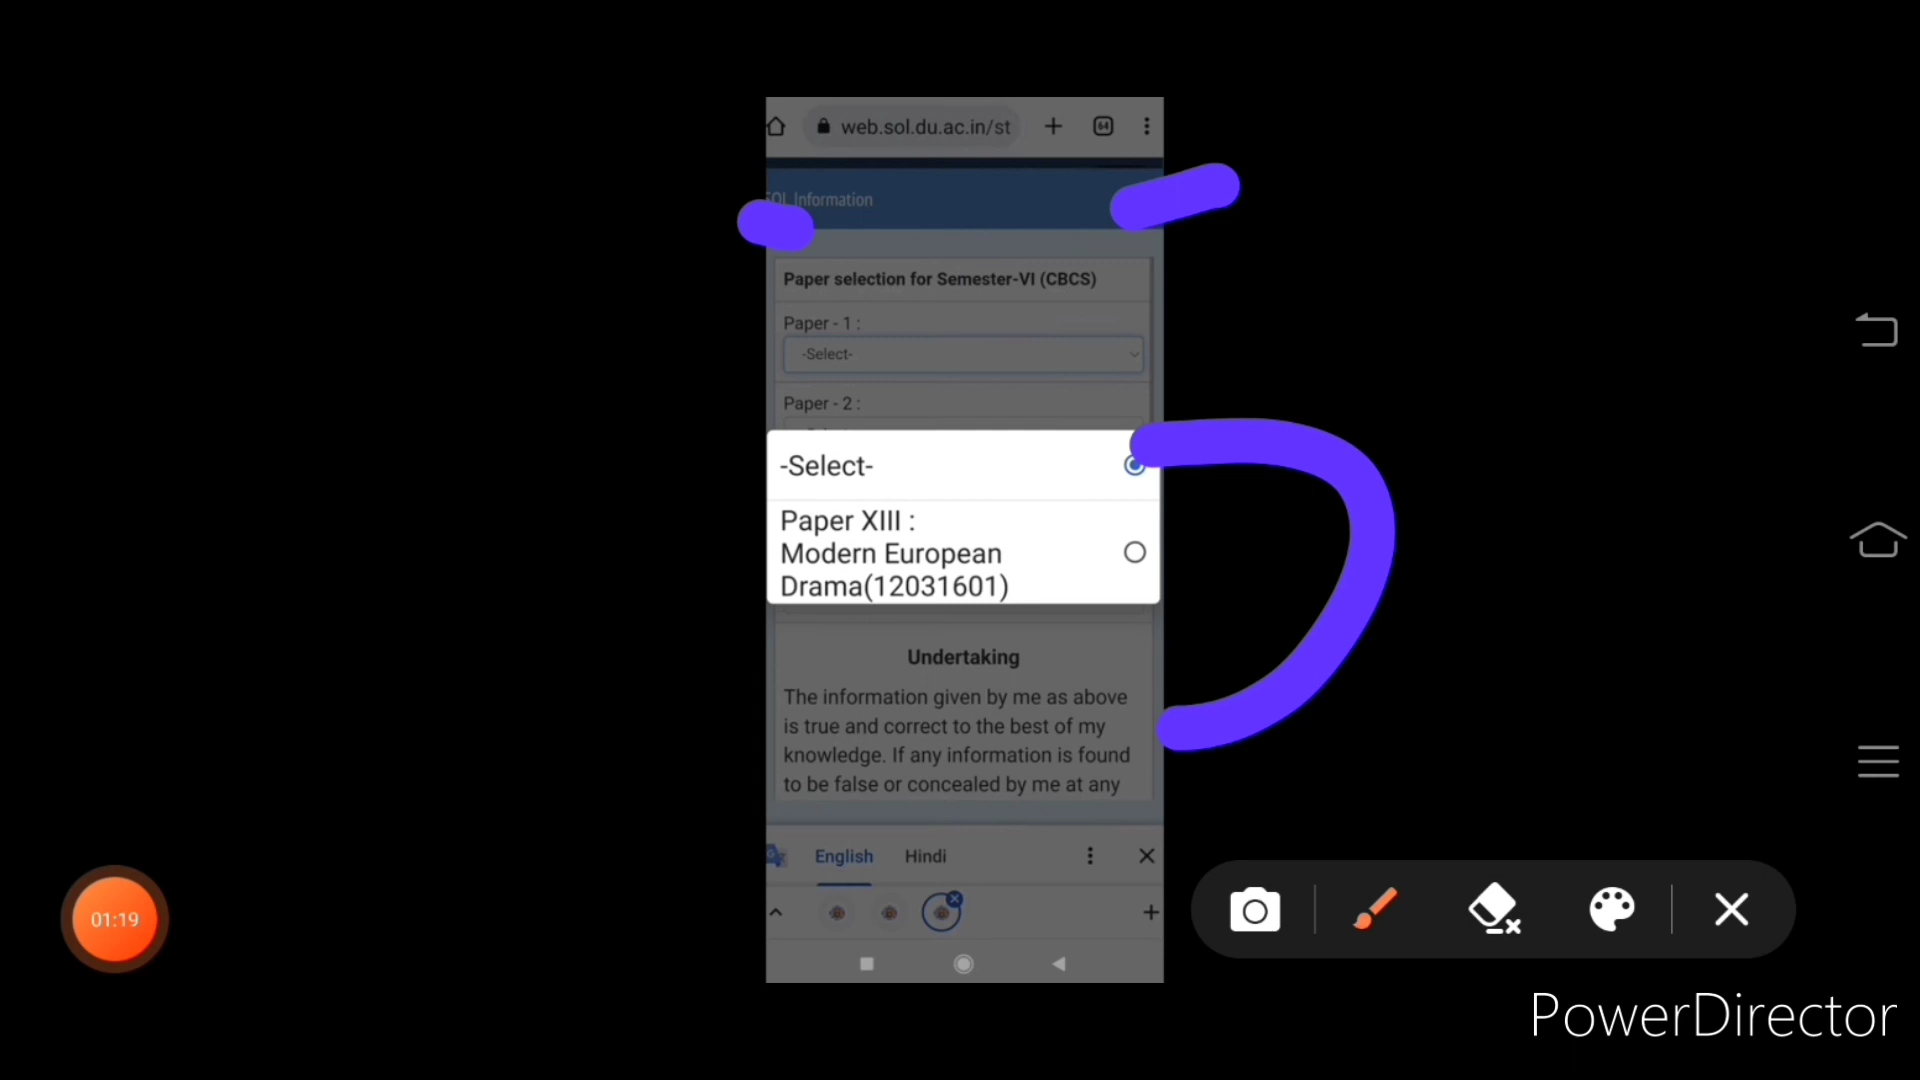 web.sol.du.ac.in/st
64
SOL Information
Paper selection for Semester-VI (CBCS)
Paper - 1 :
-Select-
Paper - 2 :
-Select-
Paper XIII :
Modern European
Drama(12031601)
Undertaking
The information given by me as above
is true and correct to the best of my
knowledge. If any information is found
to be false or concealed by me at any
English Hindi
01:19
PowerDirector